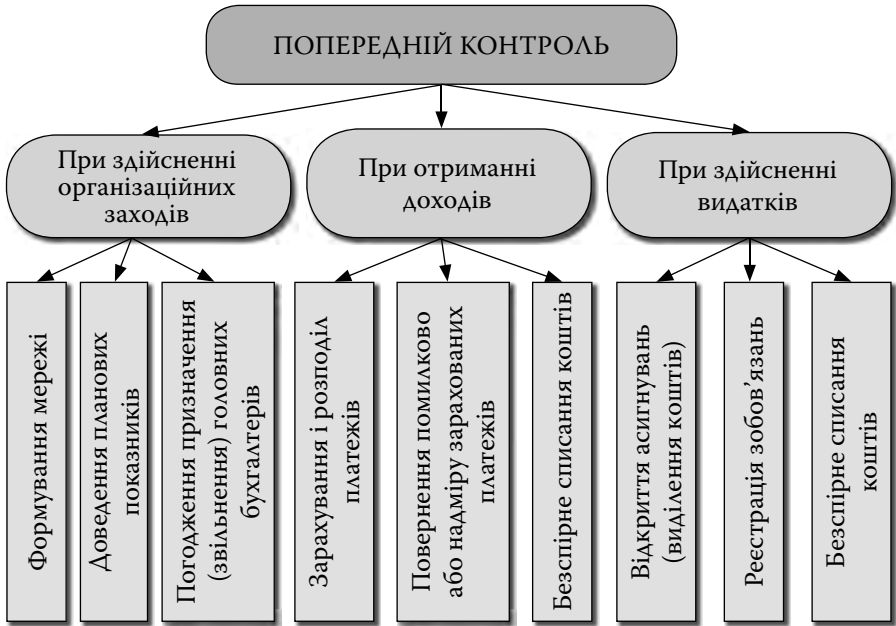 ПОПЕРЕДНІЙ КОНТРОЛЬ
При здійсненні
організаційних
заходів
При отриманні
доходів
При здійсненні
видатків
Формування мережі
Доведення планових
показників
Погодження призначення
(звільнення) головних
бухгалтерів
Зарахування і розподіл
платежів
Повернення помилково
або надміру зарахованих
платежів
Безспірне списання коштів
Відкриття асигнувань
(виділення коштів)
Реєстрація зобов’язань
Безспірне списання
коштів